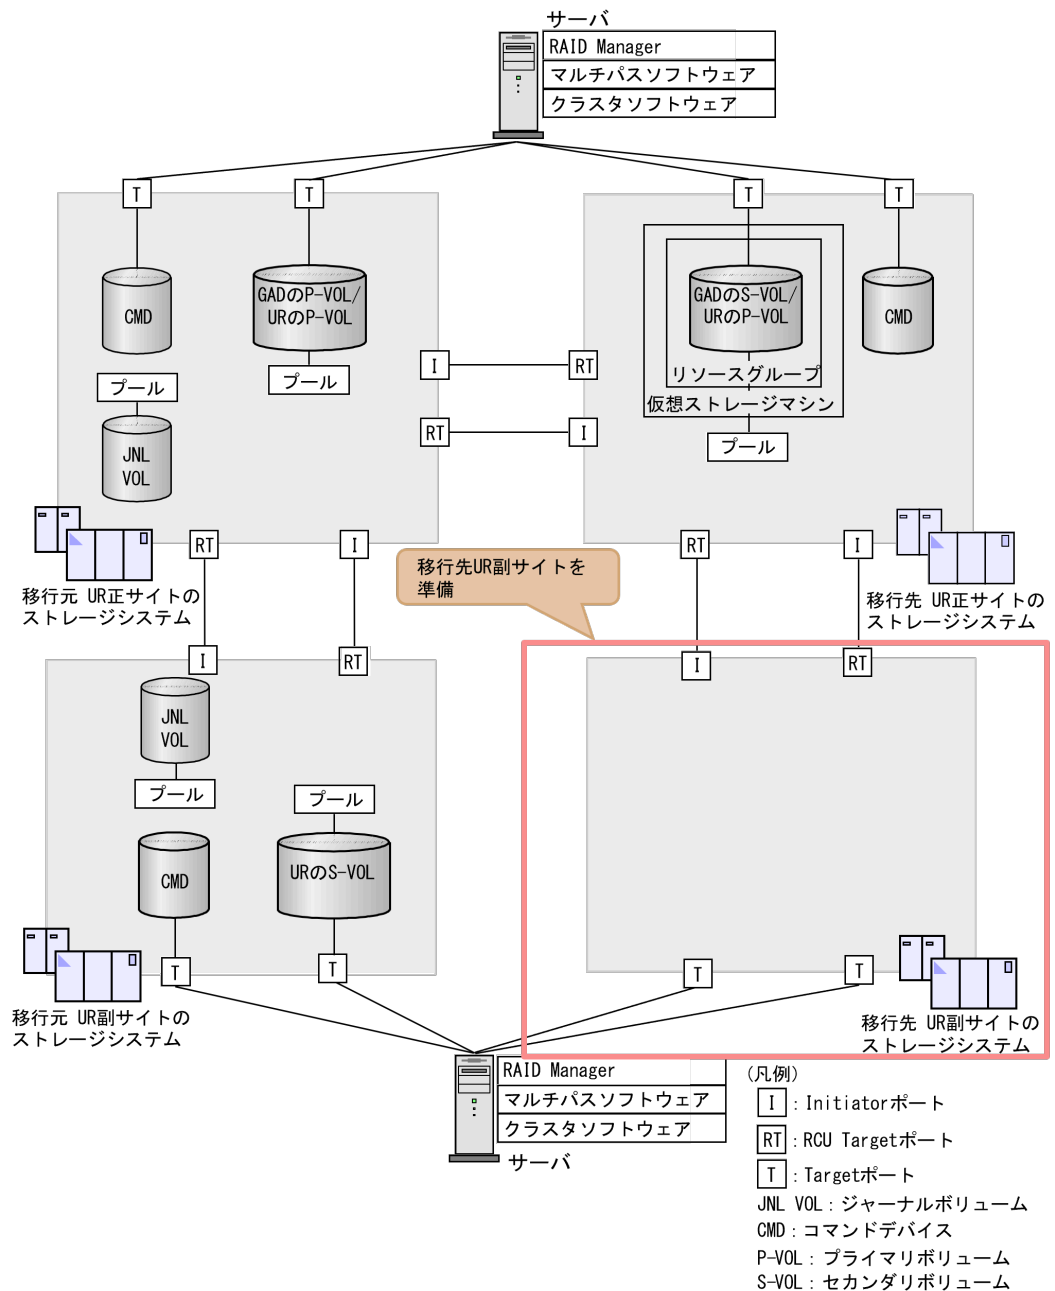 サーバ
RAID Manager
マルチパスソフトウェア
クラスタソフトウェア
T
T
T
T
CMD
GADのP-VOL/
URのP-VOL
GADのS-VOL/
URのP-VOL
CMD
プール
プール
リソースグループ
仮想ストレージマシン
プール
I
RT
RT
I
JNL
VOL
RT
I
RT
I
移行元 UR正サイトの
ストレージシステム
移行先UR副サイトを
準備
移行先 UR正サイトの
ストレージシステム
I
RT
I
RT
JNL
VOL
プール
プール
CMD
URのS-VOL
T
T
T
T
移行元 UR副サイトの
ストレージシステム
移行先 UR副サイトの
ストレージシステム
RAID Manager
マルチパスソフトウェア
クラスタソフトウェア
サーバ
(凡例)
I：Initiatorポート
RT：RCU Targetポート
T：Targetポート
JNL VOL：ジャーナルボリューム
CMD：コマンドデバイス
P-VOL：プライマリボリューム
S-VOL：セカンダリボリューム